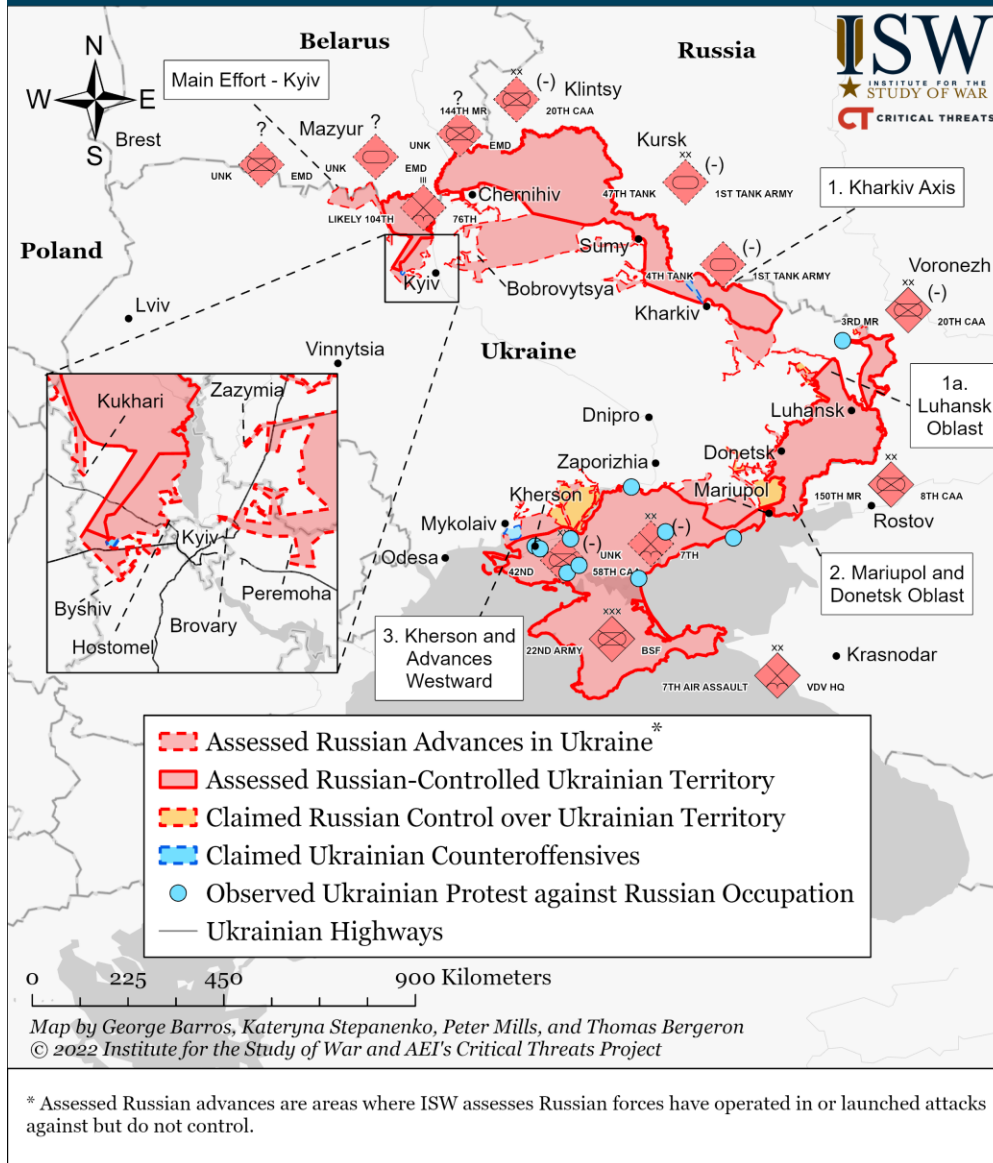 Belarus
Russia
ISW
INSTITUTE FOR THE
STUDY OF WAR
CT CRITICAL THREATS
N
W E
S
Main Effort - Kyiv
Brest
?
UNK EMD
Mazyur
?
UNK EMD
?
144TH MR
UNK EMD
xx
(-)
Klintsy
20TH CAA
Kursk
xx
(-)
47TH TANK 1ST TANK ARMY
1. Kharkiv Axis
III
LIKELY 104TH 76TH
Chernihiv
Sumy
xx
(-)
4TH TANK 1ST TANK ARMY
Voronezh
xx
(-)
3RD MR 20TH CAA
Poland
Lviv
Kyiv
Bobrovytsya
Kharkiv
Vinnytsia
Ukraine
1a.
Luhansk
Oblast
Kukhari
Zazymia
Kyiv
Byshiv
Hostomel
Brovary
Peremoha
Dnipro
Luhansk
Zaporizhia
Donetsk
Kherson
Mariupol
xx
150TH MR 8TH CAA
Rostov
Mykolaiv
Odesa
xx
(-)
42ND 58TH CAA
xx
(-)
UNK 7TH
2. Mariupol and
Donetsk Oblast
3. Kherson and
Advances
Westward
xxx
22ND ARMY BSF
Krasnodar
xx
7TH AIR ASSAULT VDV HQ
Assessed Russian Advances in Ukraine*
Assessed Russian-Controlled Ukrainian Territory
Claimed Russian Control over Ukrainian Territory
Claimed Ukrainian Counteroffensives
Observed Ukrainian Protest against Russian Occupation
Ukrainian Highways
0 225 450 900 Kilometers
Map by George Barros, Kateryna Stepanenko, Peter Mills, and Thomas Bergeron
© 2022 Institute for the Study of War and AEI's Critical Threats Project
* Assessed Russian advances are areas where ISW assesses Russian forces have operated in or launched attacks
against but do not control.